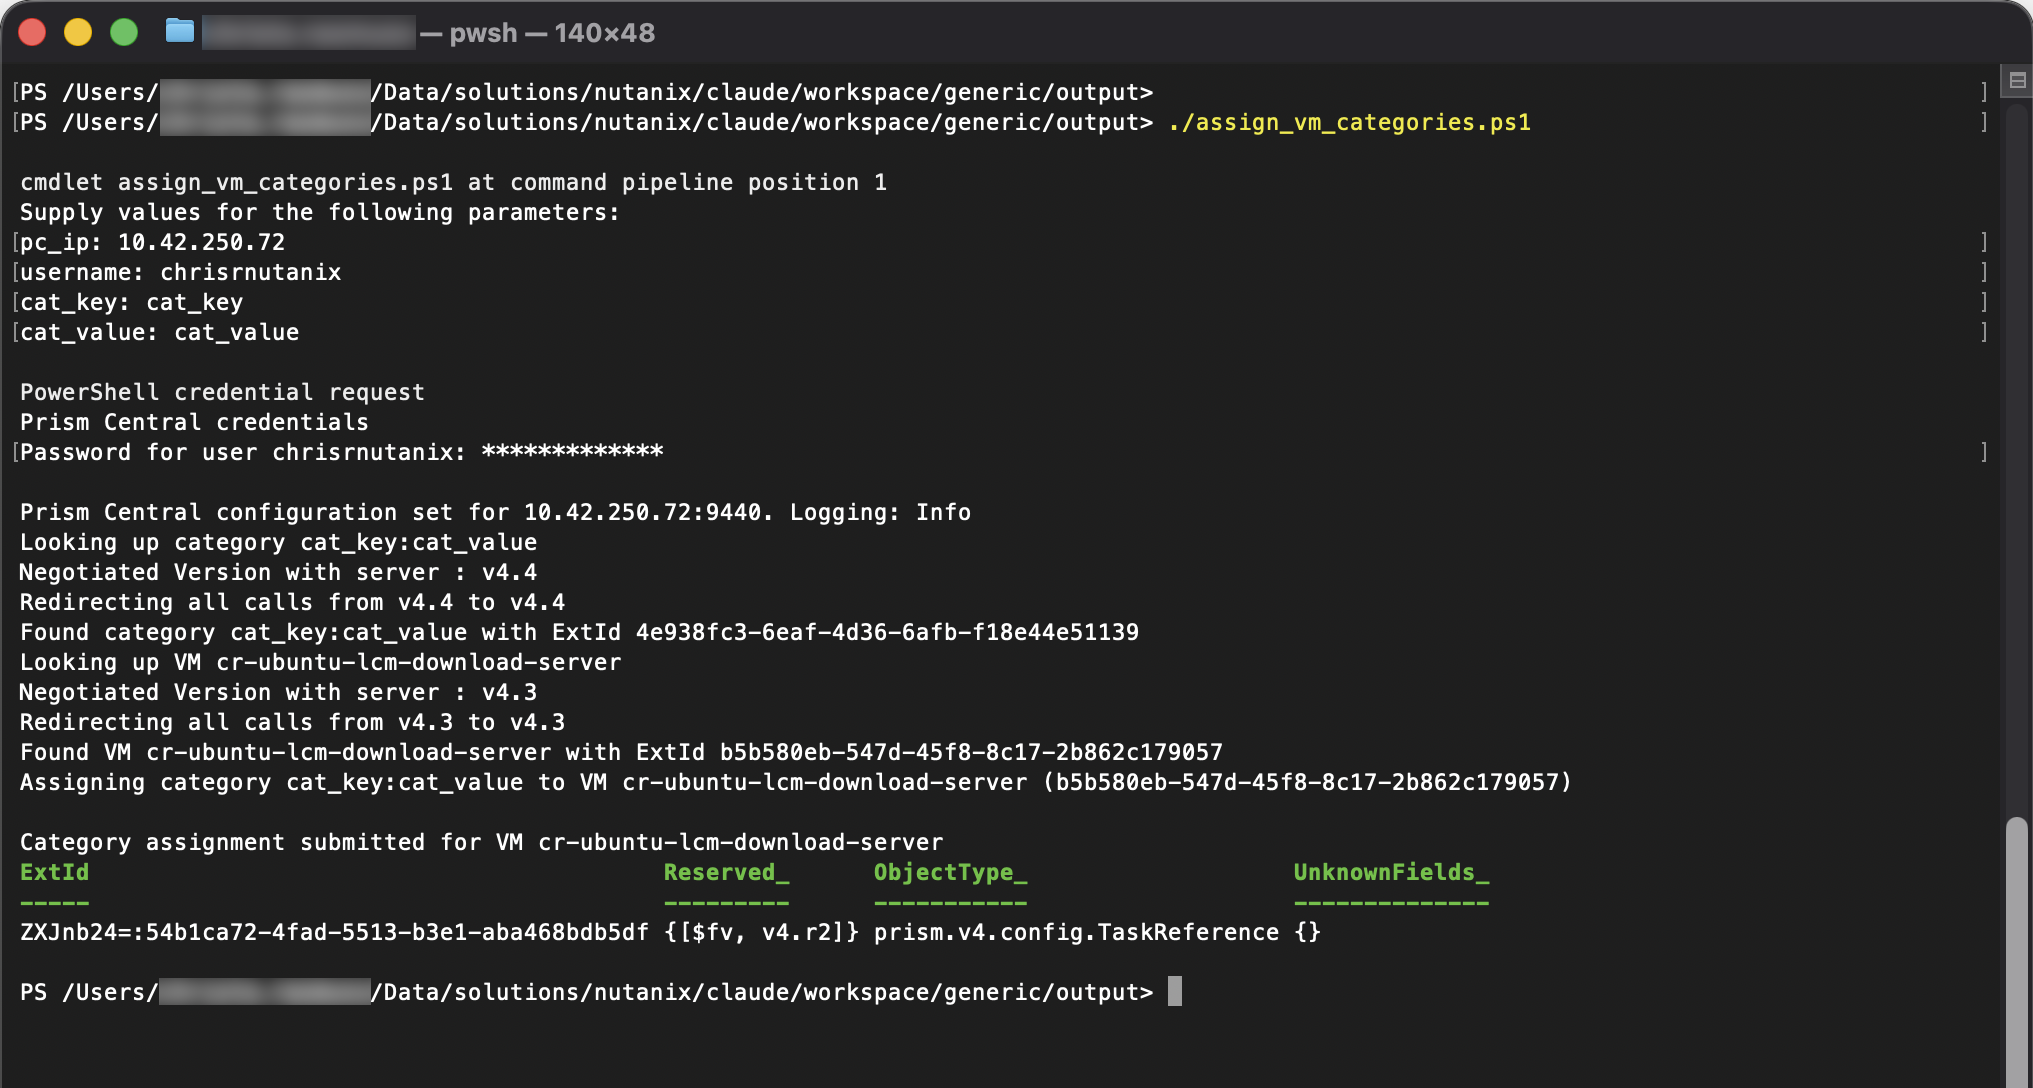 — pwsh — 140×48
[PS /Users/ /Data/solutions/nutanix/claude/workspace/generic/output> ]
[PS /Users/ /Data/solutions/nutanix/claude/workspace/generic/output> ./assign_vm_categories.ps1 ]
cmdlet assign_vm_categories.ps1 at command pipeline position 1
Supply values for the following parameters:
[pc_ip: 10.42.250.72 ]
[username: chrisrnutanix ]
[cat_key: cat_key ]
[cat_value: cat_value ]
PowerShell credential request
Prism Central credentials
[Password for user chrisrnutanix: ************* ]
Prism Central configuration set for 10.42.250.72:9440. Logging: Info
Looking up category cat_key:cat_value
Negotiated Version with server : v4.4
Redirecting all calls from v4.4 to v4.4
Found category cat_key:cat_value with ExtId 4e938fc3-6eaf-4d36-6afb-f18e44e51139
Looking up VM cr-ubuntu-lcm-download-server
Negotiated Version with server : v4.3
Redirecting all calls from v4.3 to v4.3
Found VM cr-ubuntu-lcm-download-server with ExtId b5b580eb-547d-45f8-8c17-2b862c179057
Assigning category cat_key:cat_value to VM cr-ubuntu-lcm-download-server (b5b580eb-547d-45f8-8c17-2b862c179057)
Category assignment submitted for VM cr-ubuntu-lcm-download-server
ExtId Reserved_ ObjectType_ UnknownFields_
----- --------- ----------- --------------
ZXJnb24=:54b1ca72-4fad-5513-b3e1-aba468bdb5df {[$fv, v4.r2]} prism.v4.config.TaskReference {}
PS /Users/ /Data/solutions/nutanix/claude/workspace/generic/output>